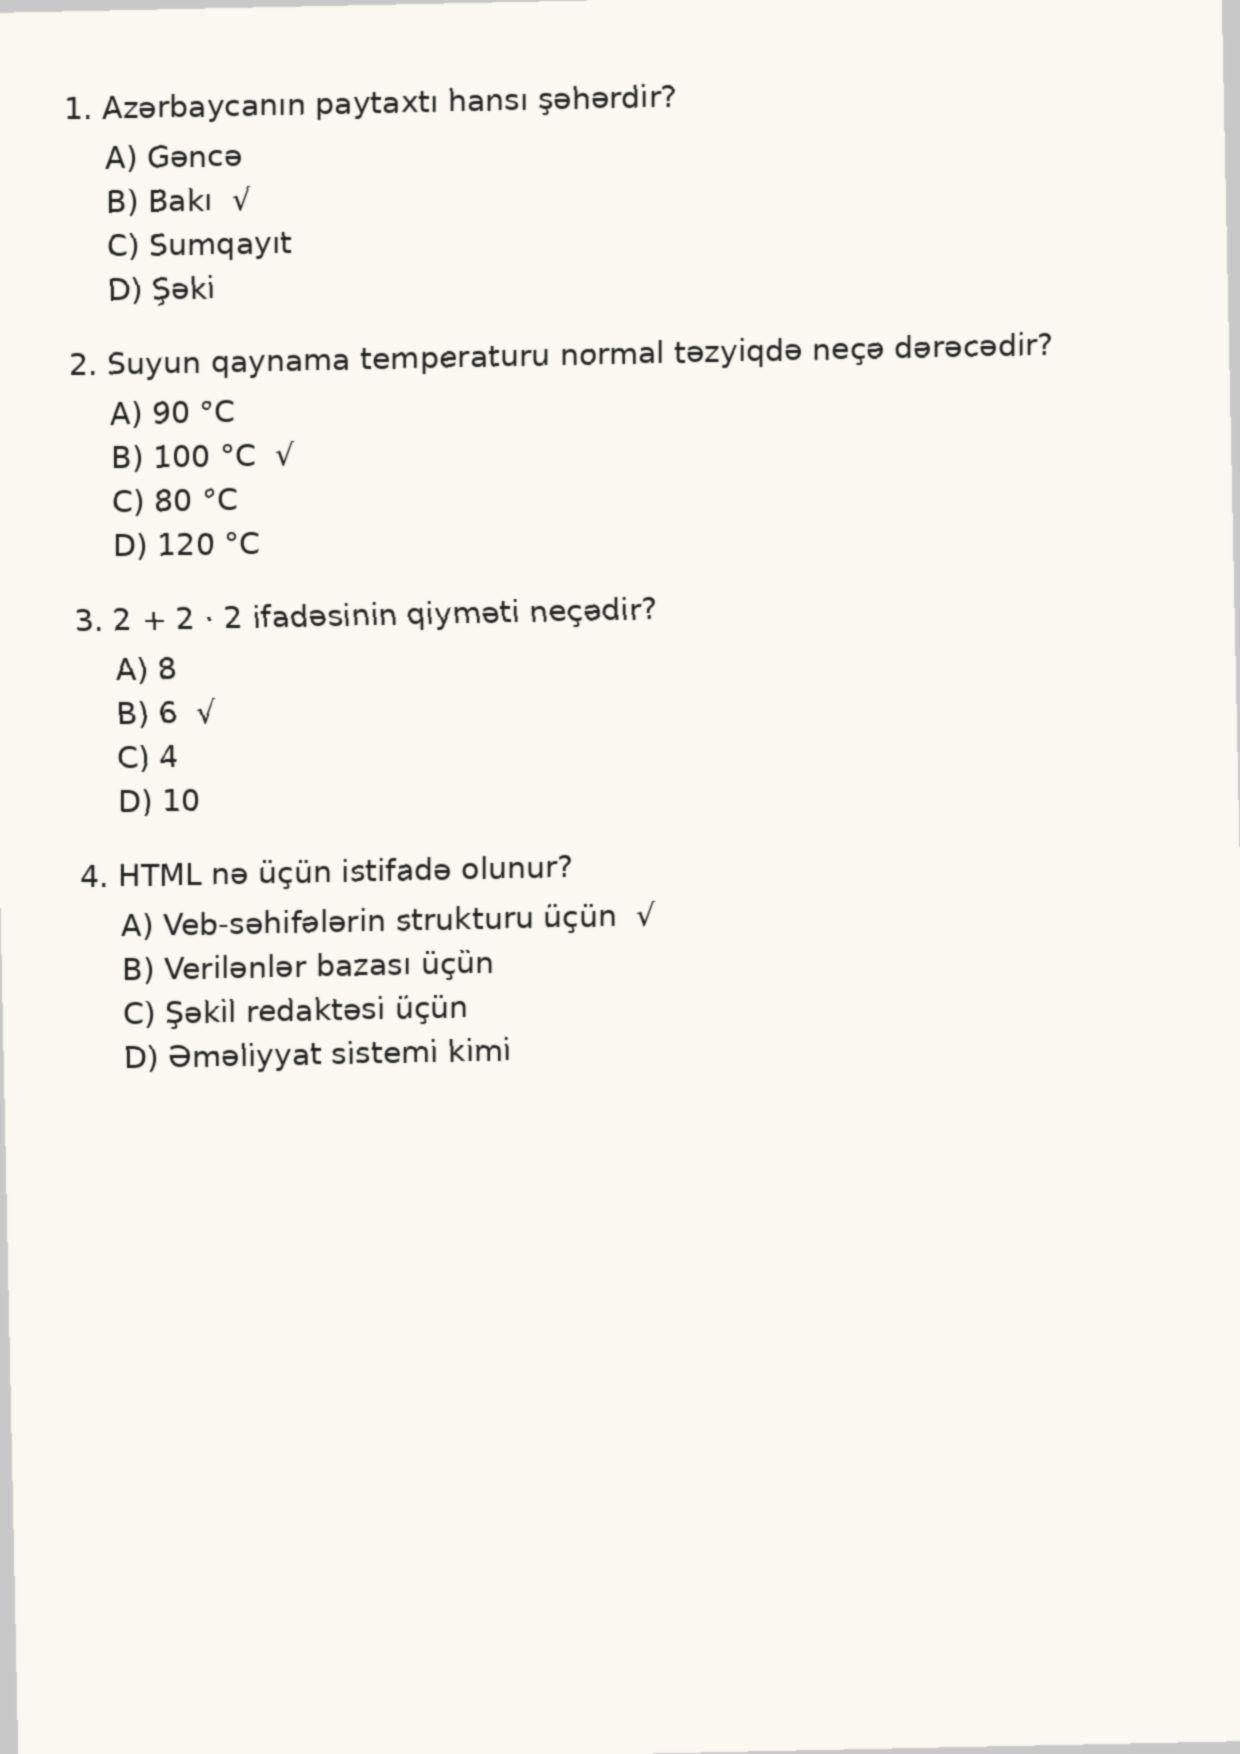 1. Azərbaycanın paytaxtı hansı şəhərdir?
A) Gəncə
B) Bakı √
C) Sumqayıt
D) Şəki
2. Suyun qaynama temperaturu normal təzyiqdə neçə dərəcədir?
A) 90 °C
B) 100 °C √
C) 80 °C
D) 120 °C
3. 2 + 2 · 2 ifadəsinin qiyməti neçədir?
A) 8
B) 6 √
C) 4
D) 10
4. HTML nə üçün istifadə olunur?
A) Veb-səhifələrin strukturu üçün √
B) Verilənlər bazası üçün
C) Şəkil redaktəsi üçün
D) Əməliyyat sistemi kimi